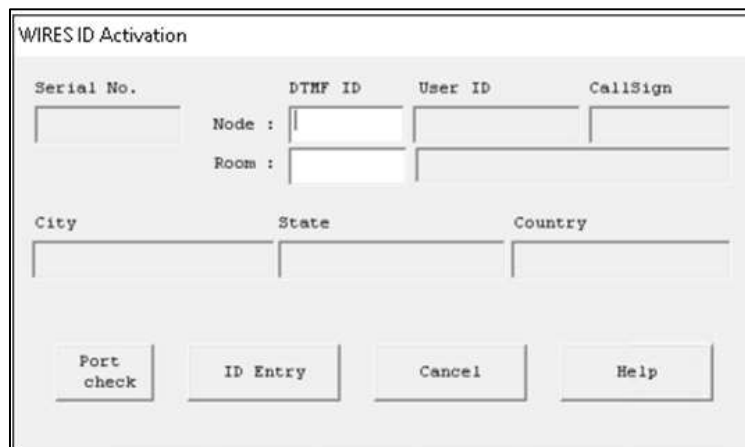 WIRES ID Activation
Serial No. DTMF ID User ID CallSign
Node :
Room :
City State Country
Port check ID Entry Cancel Help